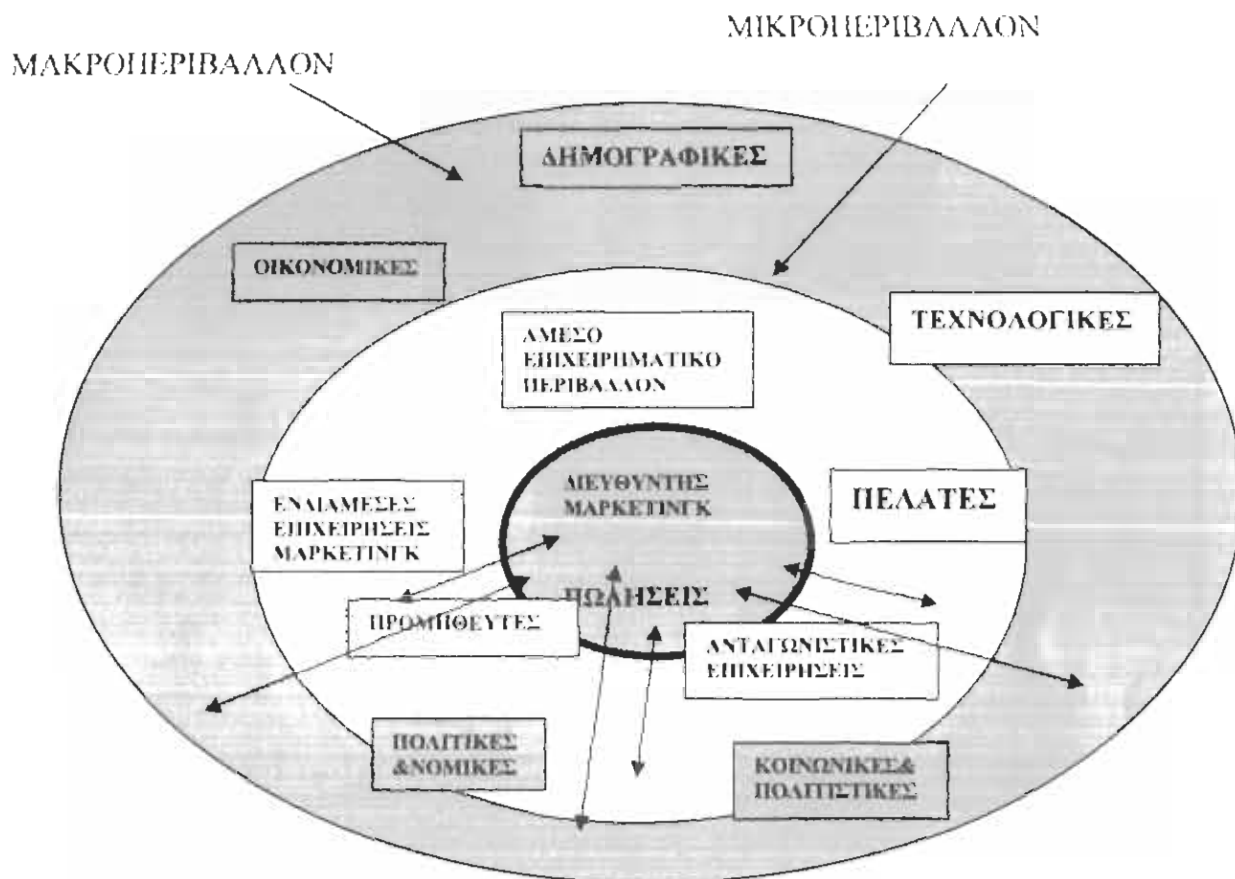 ΜΙΚΡΟΠΕΡΙΒΑΛΛΟΝ
ΜΑΚΡΟΠΕΡΙΒΑΛΛΟΝ
ΔΗΜΟΓΡΑΦΙΚΕΣ
ΟΙΚΟΝΟΜΙΚΕΣ
ΤΕΧΝΟΛΟΓΙΚΕΣ
ΑΜΕΣΟ
ΕΠΙΧΕΙΡΗΜΑΤΙΚΟ
ΠΕΡΙΒΑΛΛΟΝ
ΔΙΕΥΘΥΝΤΗΣ
ΜΑΡΚΕΤΙΝΓΚ
ΠΕΛΑΤΕΣ
ΕΝΔΙΑΜΕΣΕΣ
ΕΠΙΧΕΙΡΗΣΕΙΣ
ΜΑΡΚΕΤΙΝΓΚ
ΠΩΛΗΣΕΙΣ
ΠΡΟΜΗΘΕΥΤΕΣ
ΑΝΤΑΓΩΝΙΣΤΙΚΕΣ
ΕΠΙΧΕΙΡΗΣΕΙΣ
ΠΟΛΙΤΙΚΕΣ
&ΝΟΜΙΚΕΣ
ΚΟΙΝΩΝΙΚΕΣ&
ΠΟΛΙΤΙΣΤΙΚΕΣ